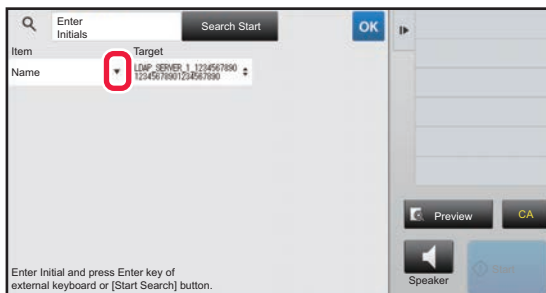 Enter
Initials
Search Start
OK
Item
Target
Name
LDAP_SERVER_1_1234567890
12345678901234567890
Preview
CA
Enter Initial and press Enter key of
external keyboard or [Start Search] button.
Speaker
Start